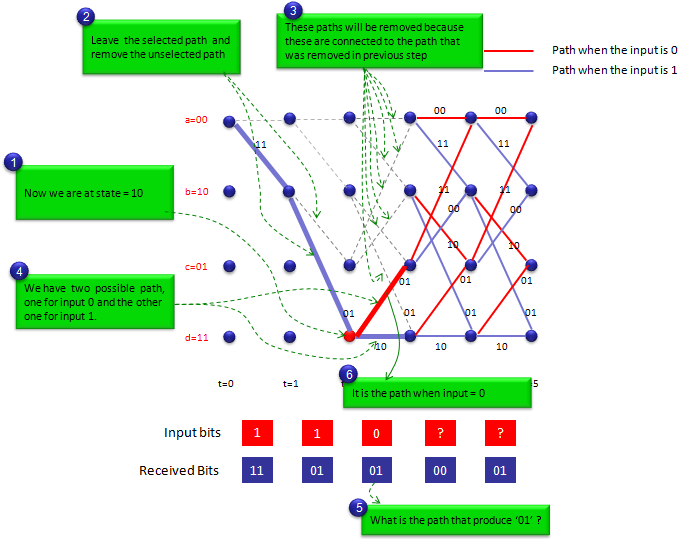 2
Leave the selected path and
remove the unselected path
3
These paths will be removed because
these are connected to the path that
was removed in previous step
Path when the input is 0
Path when the input is 1
1
Now we are at state = 10
4
We have two possible path,
one for input 0 and the other
one for input 1.
a=00
00
00
11
11
11
b=10
11
11
00
00
10
10
c=01
01
01
01
01
01
01
d=11
10
10
10
t=0
t=1
6
It is the path when input = 0
5
Input bits
1
1
0
?
?
Received Bits
11
01
01
00
01
5
What is the path that produce ‘01’ ?